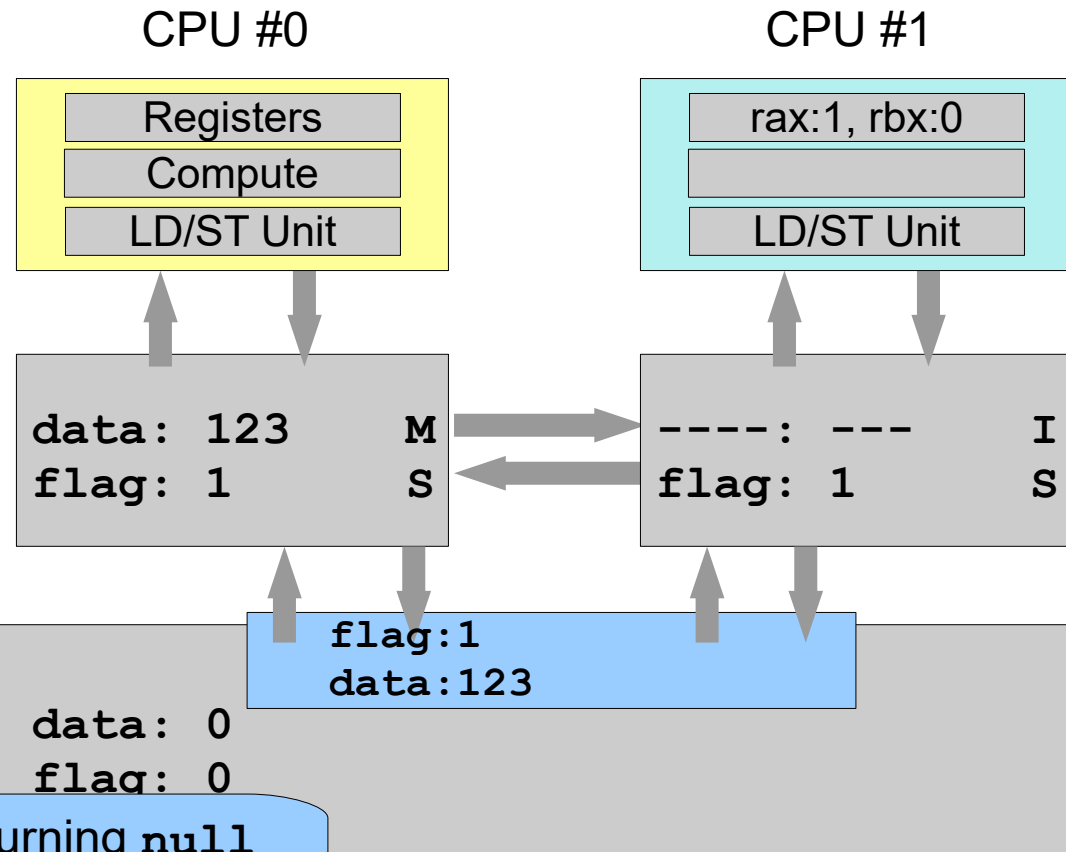 CPU #0
CPU #1
Registers
rax:1, rbx:0
Compute
LD/ST Unit
LD/ST Unit
data: 123 M
----: --- I
flag: 1 S
flag: 1 S
flag:1
data:123
data: 0
flag: 0
null